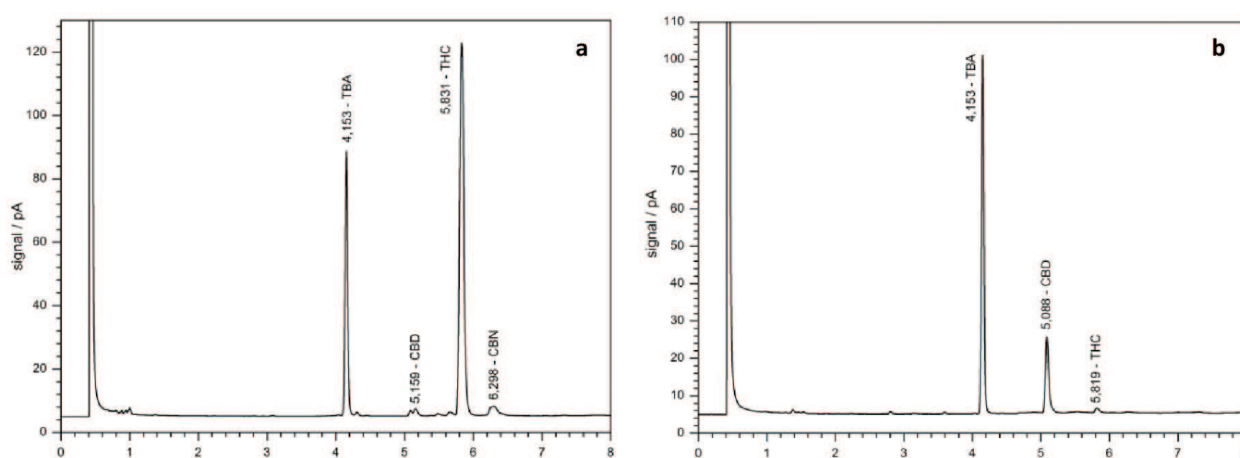 a
120
100
80
60
40
20
0
signal / pA
4,153 - TBA
5,159 - CBD
5,831 - THC
6,298 - CBN
0 1 2 3 4 5 6 7 8
b
110
100
90
80
70
60
50
40
30
20
10
0
signal / pA
4,153 - TBA
5,088 - CBD
5,819 - THC
0 1 2 3 4 5 6 7